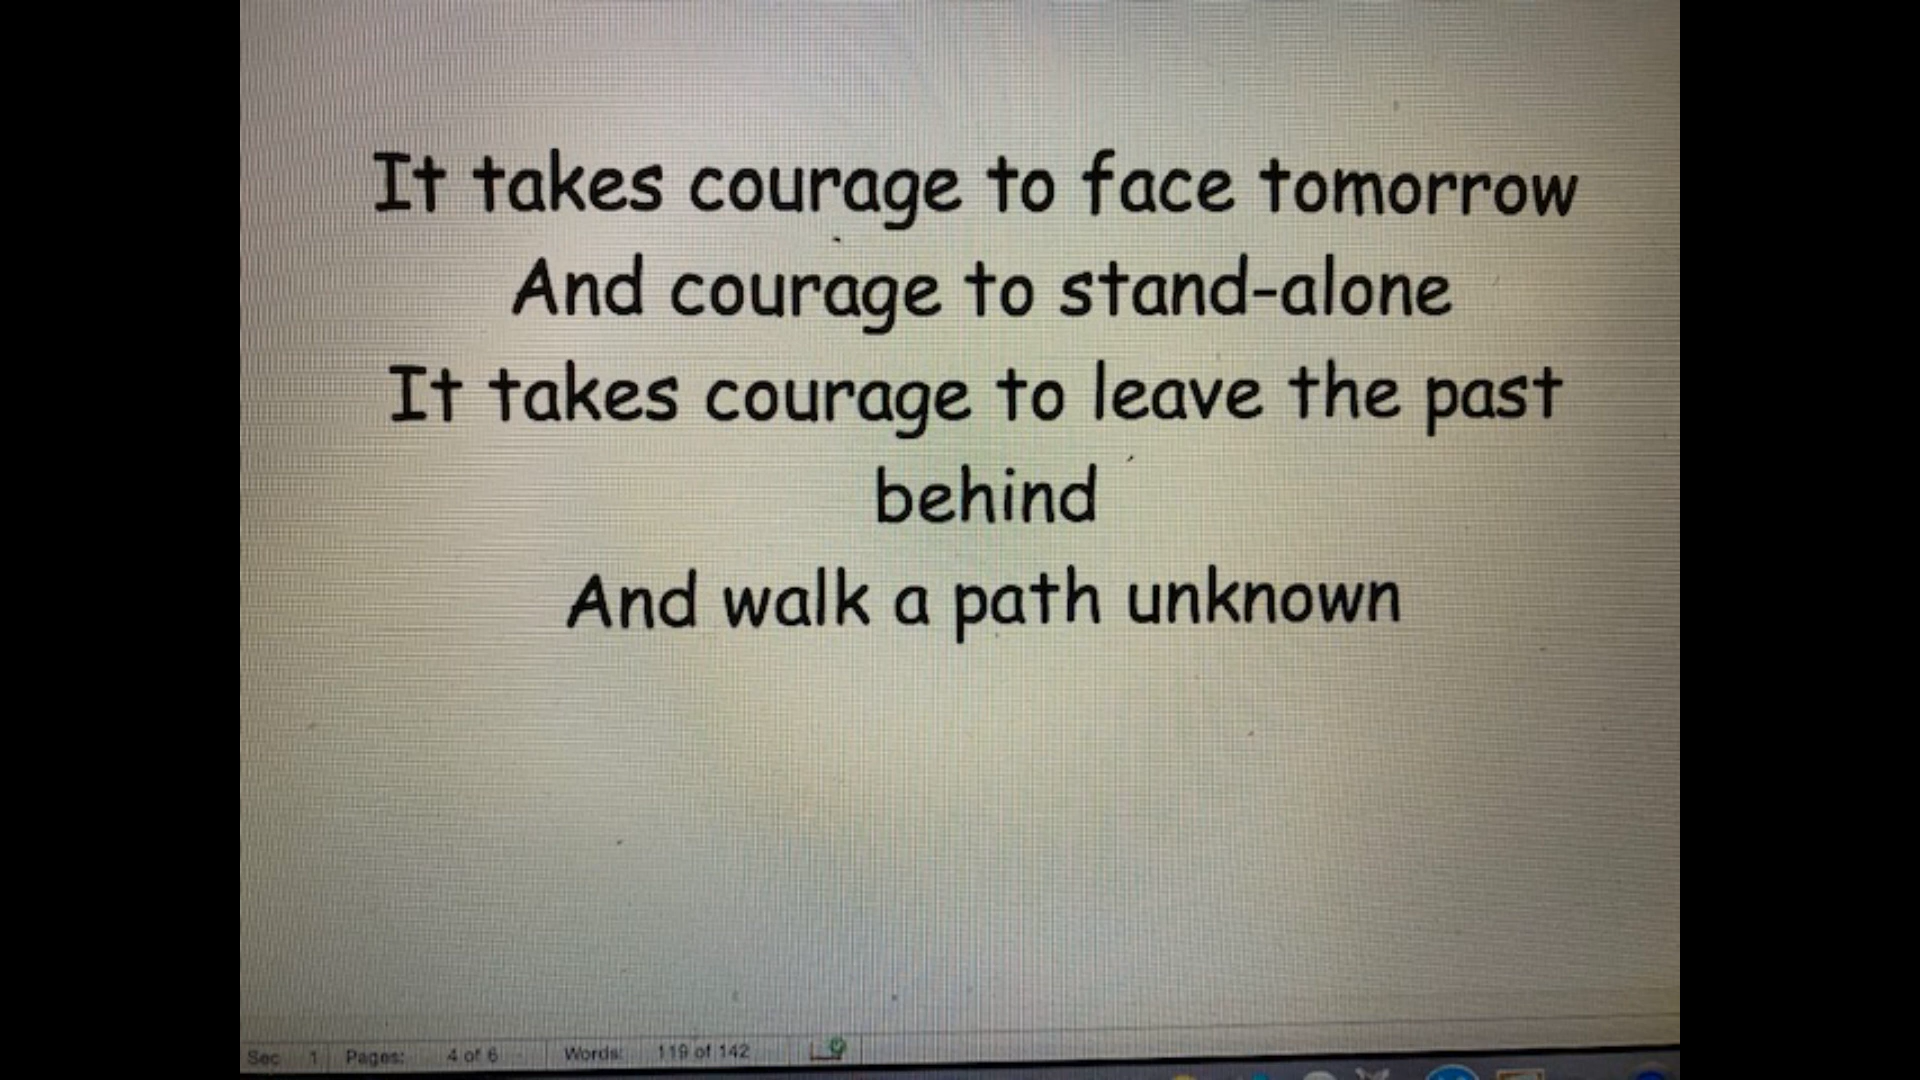 It takes courage to face tomorrow
And courage to stand-alone
It takes courage to leave the past
behind
And walk a path unknown
Sec 1 Pages: 4 of 6 Words: 119 of 142